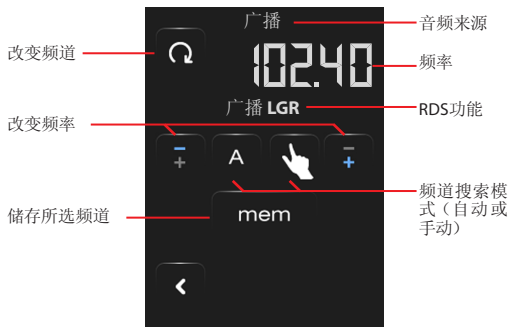 广播
音频来源
改变频道
102.40
频率
广播 LGR
RDS功能
改变频率
−
+
A
−
+
频道搜索模
式（自动或
手动）
储存所选频道
mem